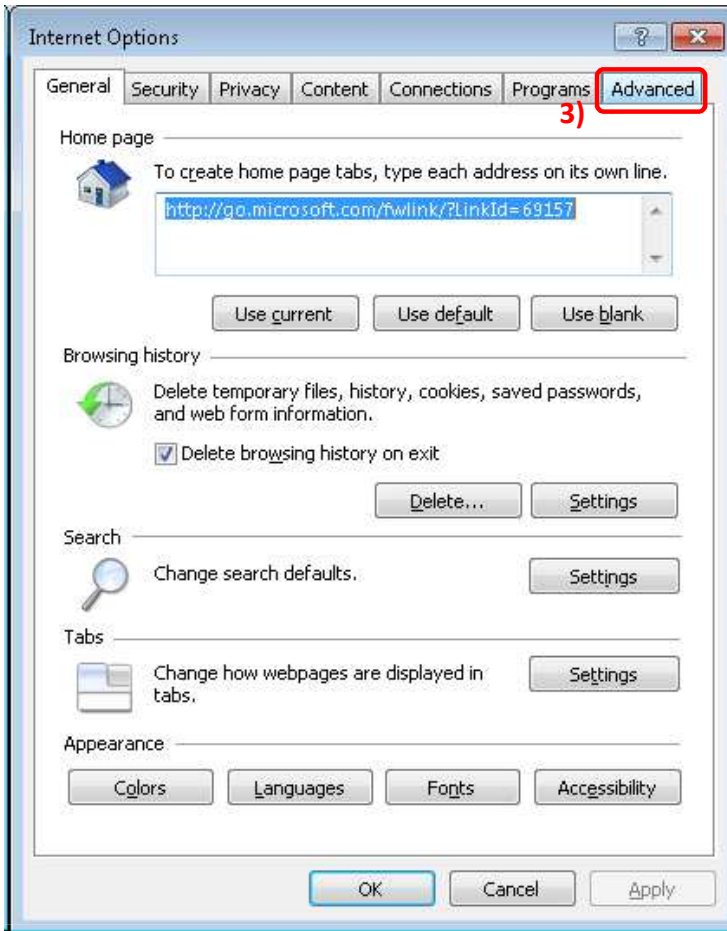 Internet Options
General Security Privacy Content Connections Programs Advanced
3)
Home page
To create home page tabs, type each address on its own line.
http://go.microsoft.com/fwlink/?LinkId=69157
Use current Use default Use blank
Browsing history
Delete temporary files, history, cookies, saved passwords,
and web form information.
Delete browsing history on exit
Delete... Settings
Search
Change search defaults. Settings
Tabs
Change how webpages are displayed in Settings
tabs.
Appearance
Colors Languages Fonts Accessibility
OK Cancel Apply